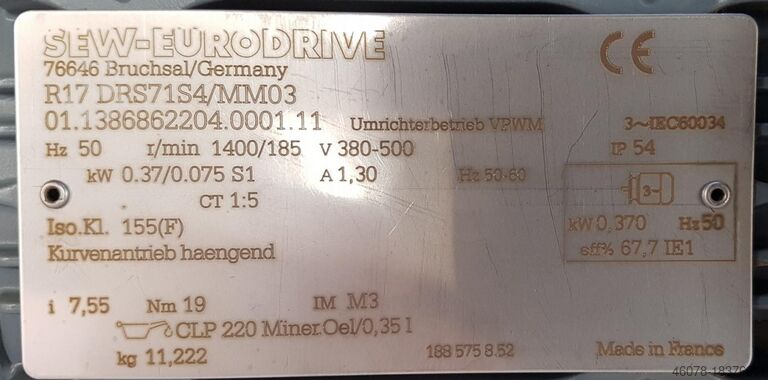 SEW-EURODRIVE
CE
76646 Bruchsal/Germany
R17 DRS71S4/MM03
01.1386862204.0001.11 Umrichterbetrieb VPWM 3~IEC60034
Hz 50 r/min 1400/185 V 380-500 IP 54
kW 0.37/0.075 S1 A 1,30 Hz 50-60
3~
CT 1:5
kW 0,370 Hz 50
Iso.Kl. 155(F)
eff% 67,7 IE1
Kurvenantrieb haengend
i 7,55 Nm 19 IM M3
CLP 220 Miner.Oel/0,35 l
kg 11,222 188 575 8.52 Made in France